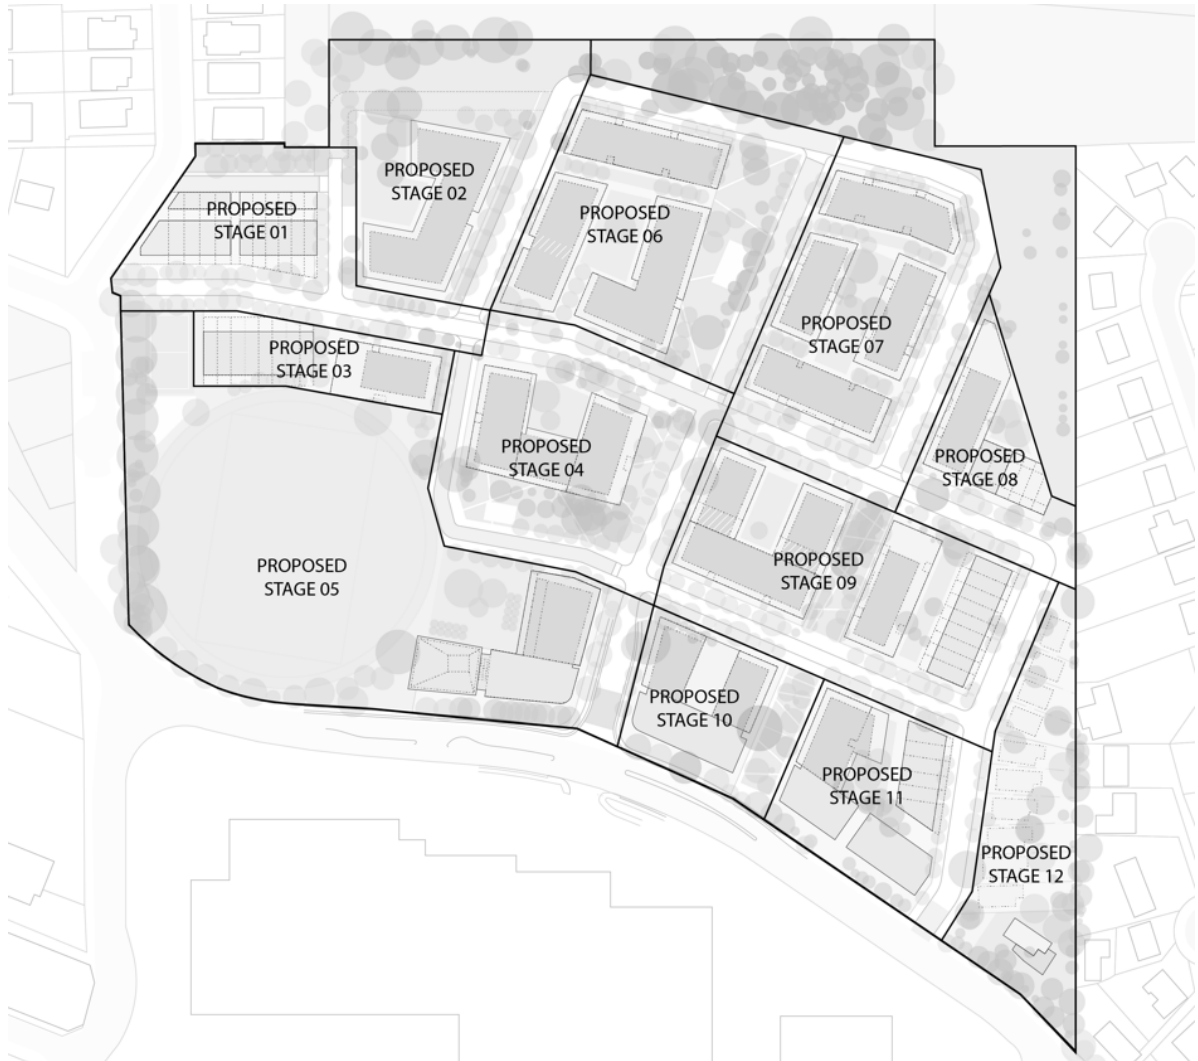 PROPOSED
STAGE 02
PROPOSED
STAGE 01
PROPOSED
STAGE 06
PROPOSED
STAGE 07
PROPOSED
STAGE 03
PROPOSED
STAGE 04
PROPOSED
STAGE 08
PROPOSED
STAGE 05
PROPOSED
STAGE 09
PROPOSED
STAGE 10
PROPOSED
STAGE 11
PROPOSED
STAGE 12